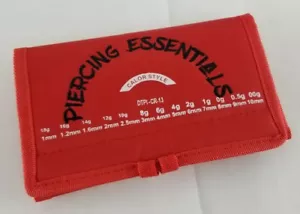 PIERCING ESSENTIALS
CALOR STYLE
DTPL-CR-13
18g 16g 14g 12g 10g 8g 6g 4g 2g 1g 0g 0.5g 00g
1mm 1.2mm 1.6mm 2mm 2.5mm 3mm 4mm 5mm 6mm 7mm 8mm 9mm 10mm